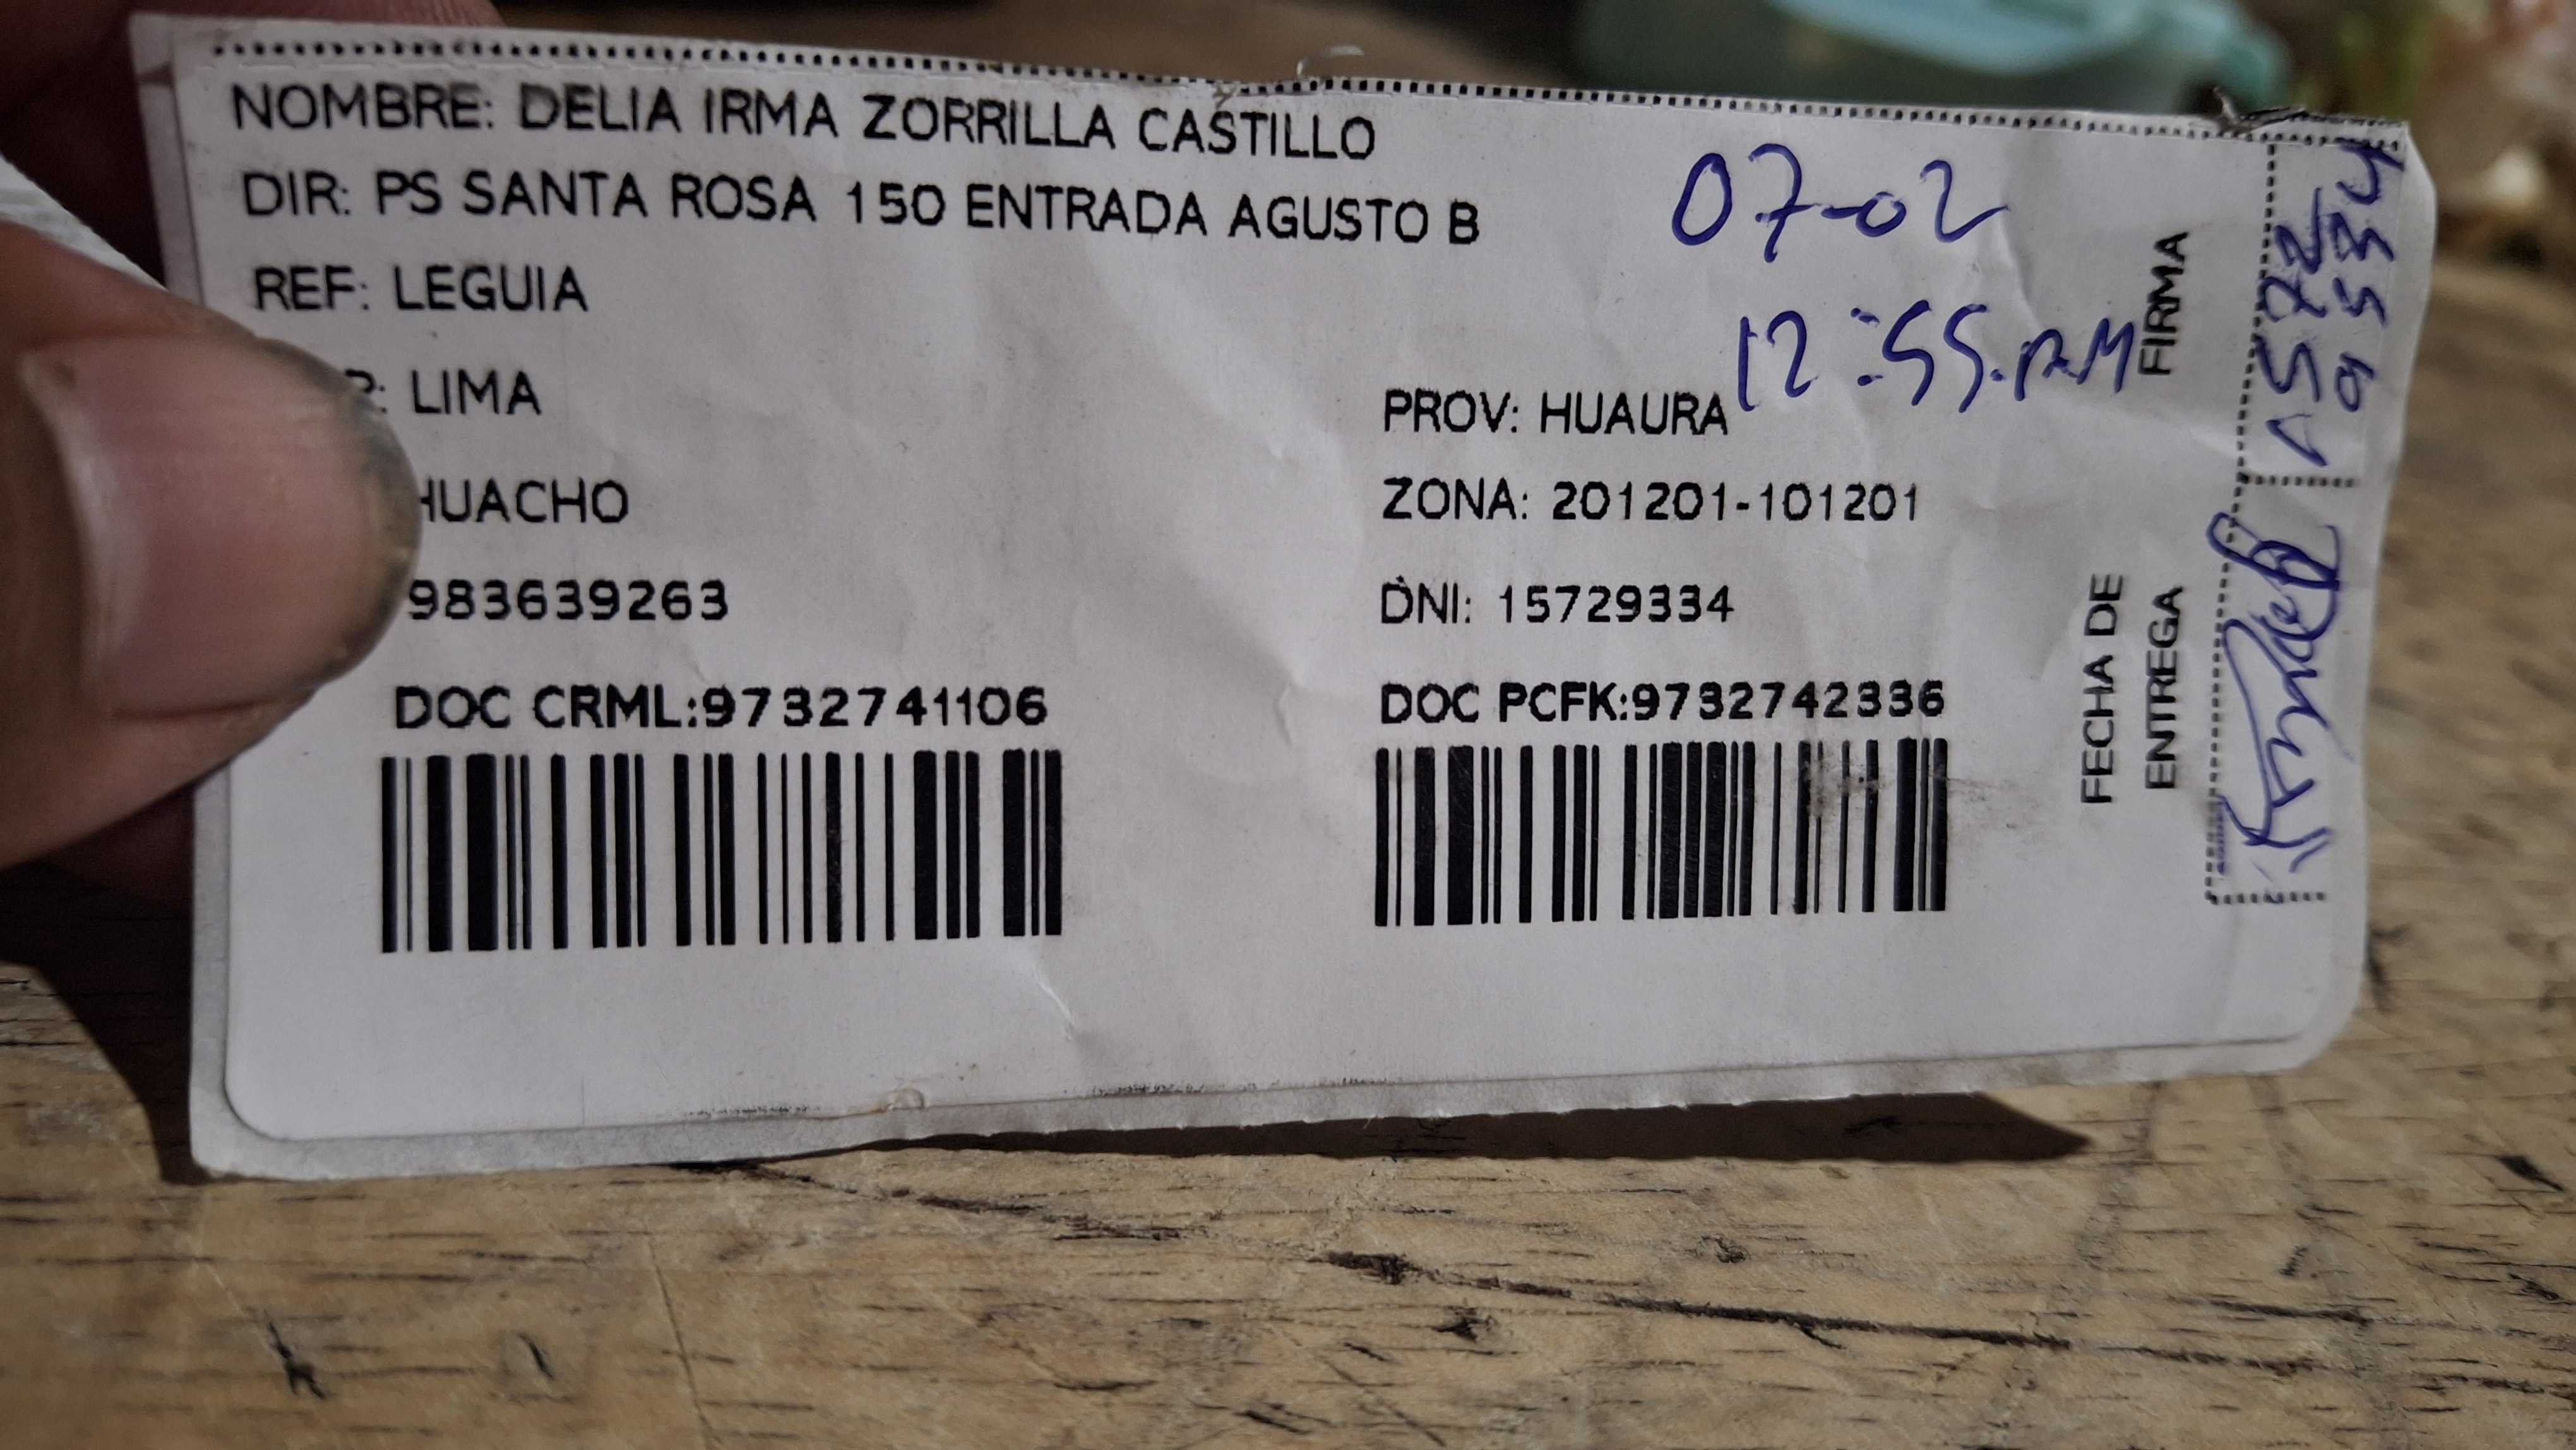 NOMBRE: DELIA IRMA ZORRILLA CASTILLO
DIR: PS SANTA ROSA 150 ENTRADA AGUSTO B
REF: LEGUIA
P: LIMA
PROV: HUAURA
HUACHO
ZONA: 201201-101201
983639263
DNI: 15729334
DOC CRML:9732741106
DOC PCFK:9732742336
07-02
12:55.P.M
FIRMA
FECHA DE
ENTREGA
1572
9334